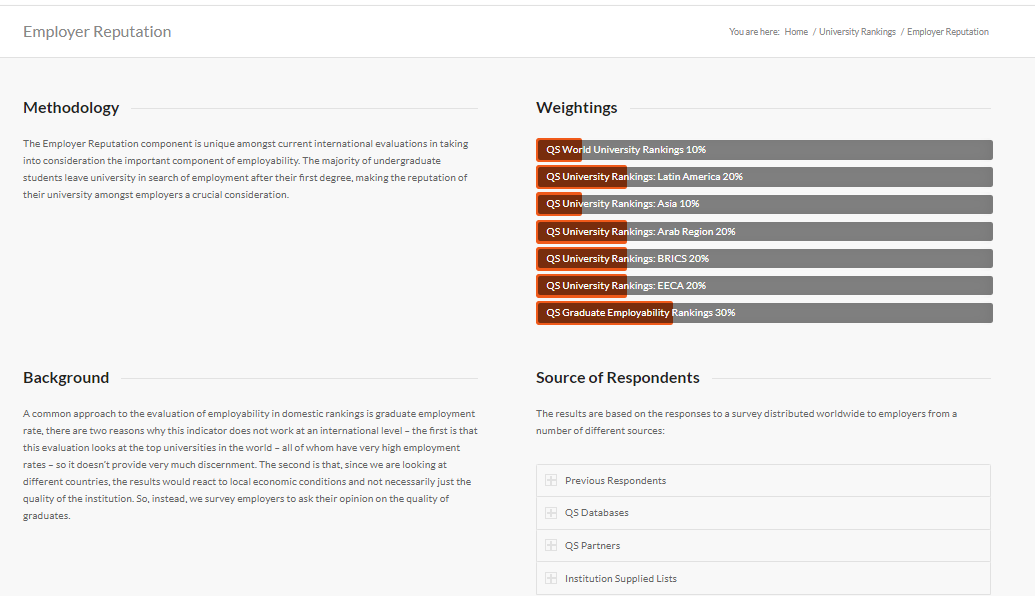 Employer Reputation
You are here: Home / University Rankings / Employer Reputation
Methodology
The Employer Reputation component is unique amongst current international evaluations in taking
into consideration the important component of employability. The majority of undergraduate
students leave university in search of employment after their first degree, making the reputation of
their university amongst employers a crucial consideration.
Weightings
QS World University Rankings 10%
QS University Rankings: Latin America 20%
QS University Rankings: Asia 10%
QS University Rankings: Arab Region 20%
QS University Rankings: BRICS 20%
QS University Rankings: EECA 20%
QS Graduate Employability Rankings 30%
Background
A common approach to the evaluation of employability in domestic rankings is graduate employment
rate, there are two reasons why this indicator does not work at an international level – the first is that
this evaluation looks at the top universities in the world – all of whom have very high employment
rates – so it doesn't provide very much discernment. The second is that, since we are looking at
different countries, the results would react to local economic conditions and not necessarily just the
quality of the institution. So, instead, we survey employers to ask their opinion on the quality of
graduates.
Source of Respondents
The results are based on the responses to a survey distributed worldwide to employers from a
number of different sources:
Previous Respondents
QS Databases
QS Partners
Institution Supplied Lists